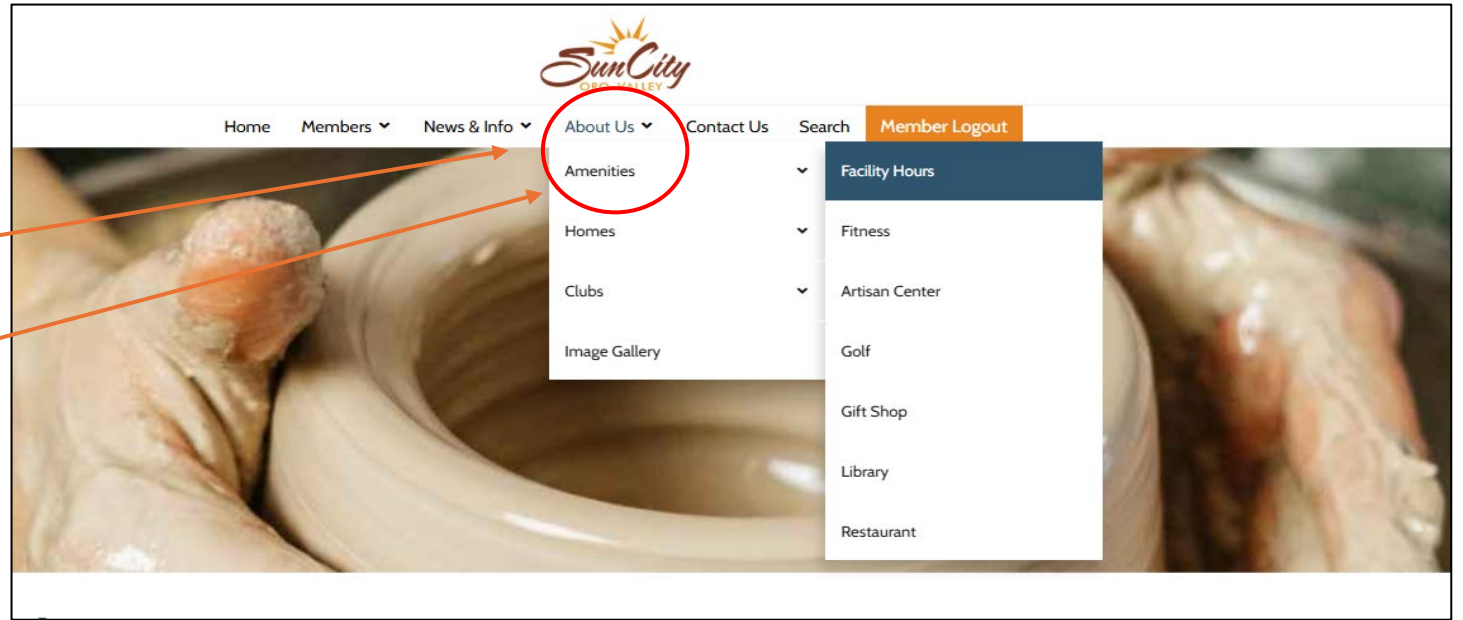 Sun City
ORO VALLEY
Home Members News & Info About Us Contact Us Search Member Logout
Amenities
Homes
Clubs
Image Gallery
Facility Hours
Fitness
Artisan Center
Golf
Gift Shop
Library
Restaurant